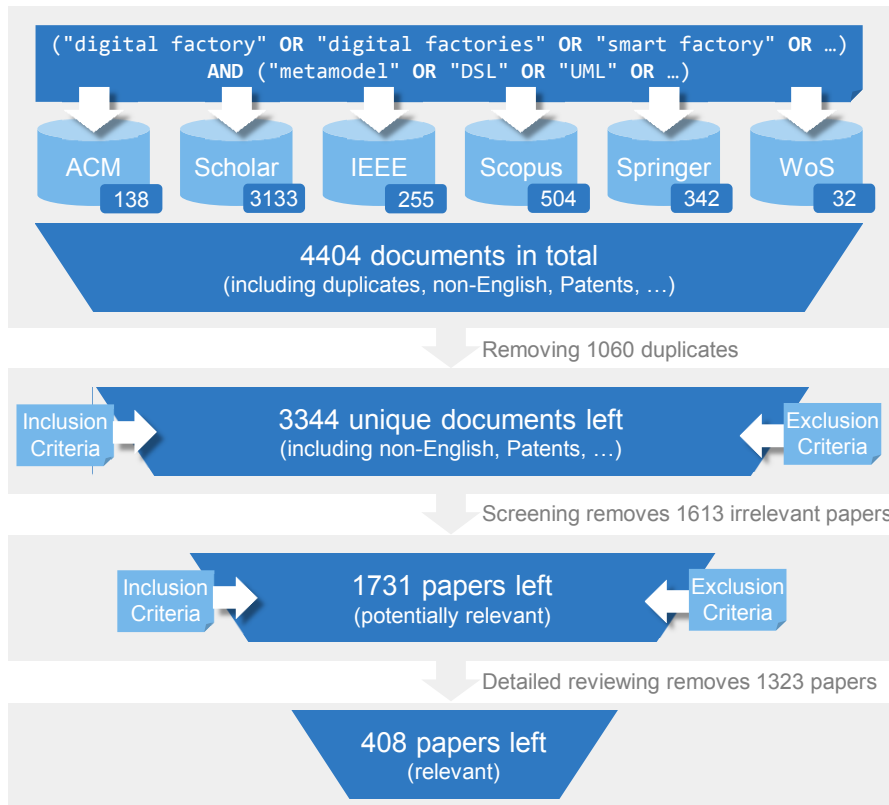 ("digital factory" OR "digital factories" OR "smart factory" OR …)
AND ("metamodel" OR "DSL" OR "UML" OR …)
ACM
138
Scholar
3133
IEEE
255
Scopus
504
Springer
342
WoS
32
4404 documents in total
(including duplicates, non-English, Patents, …)
Removing 1060 duplicates
Inclusion
Criteria
3344 unique documents left
(including non-English, Patents, …)
Exclusion
Criteria
Screening removes 1613 irrelevant papers
Inclusion
Criteria
1731 papers left
(potentially relevant)
Exclusion
Criteria
Detailed reviewing removes 1323 papers
408 papers left
(relevant)